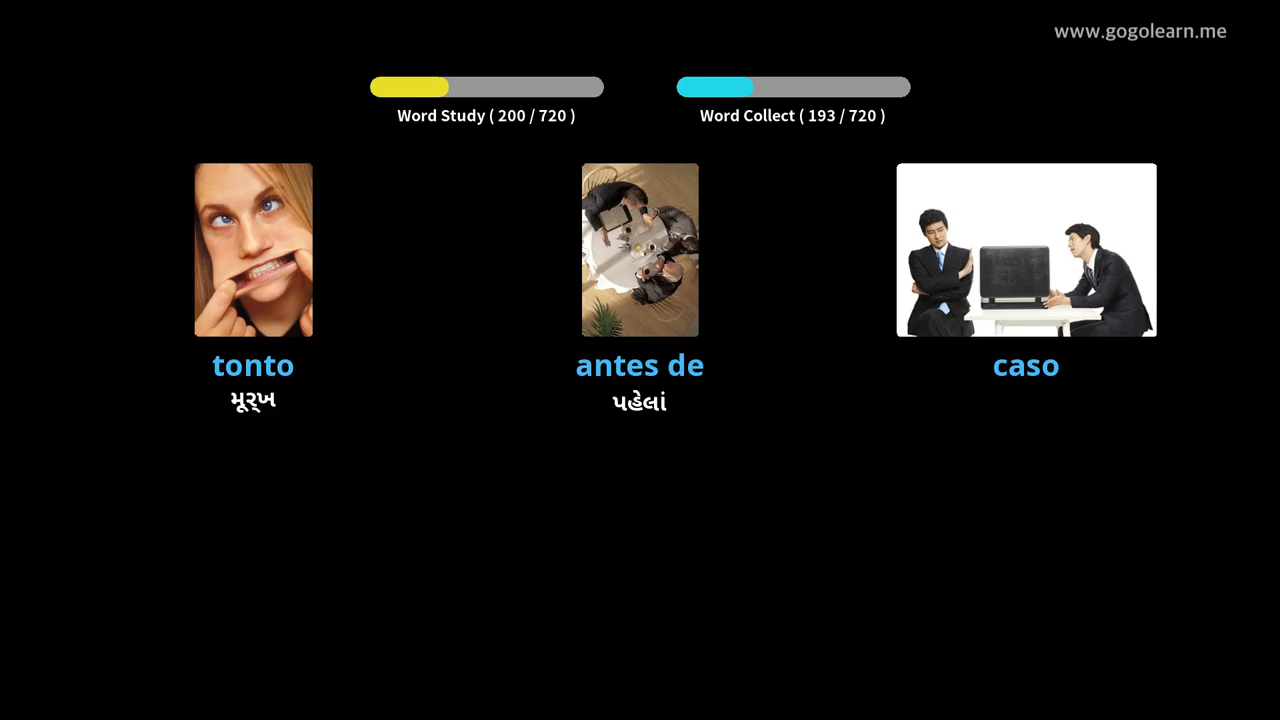 www.gogolearn.me
Word Study ( 200 / 720 )
Word Collect ( 193 / 720 )
tonto
antes de
caso
મૂર્ખ
પહેલાં